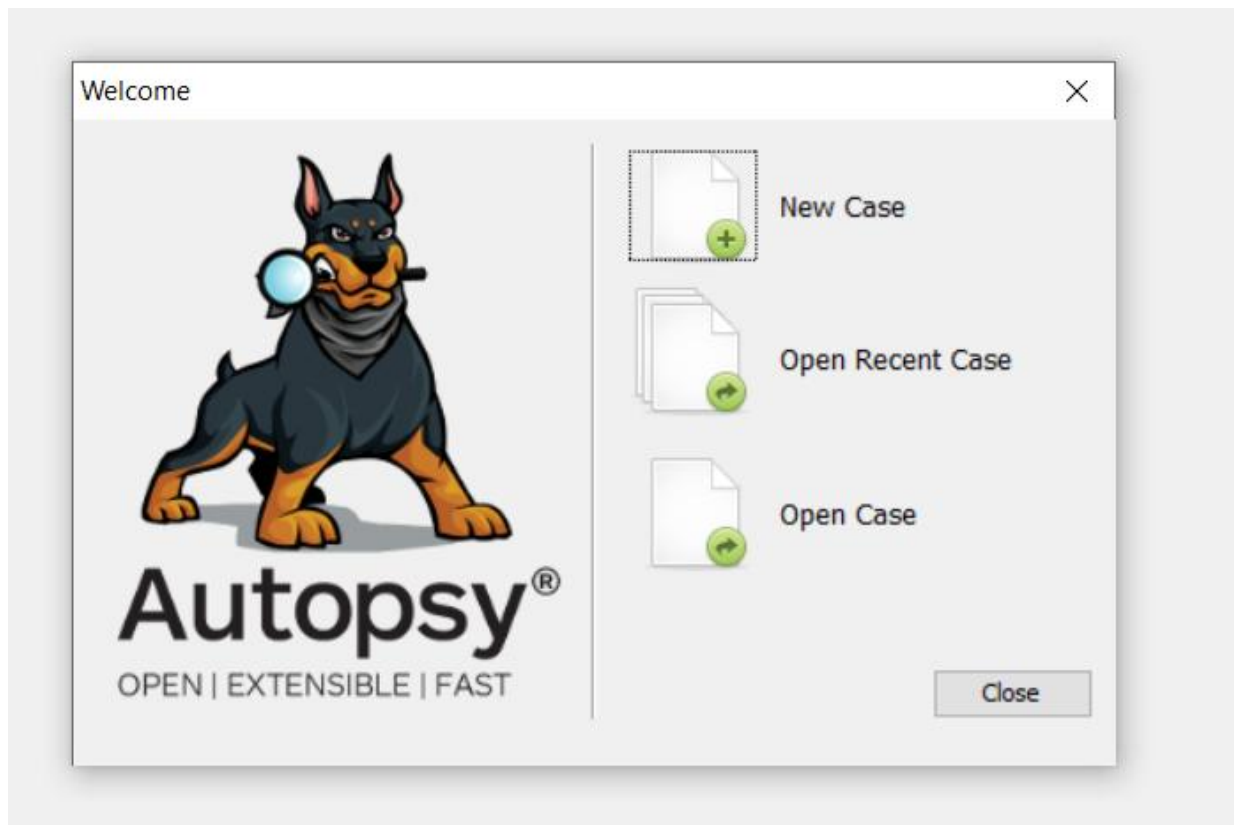 Welcome
New Case
Open Recent Case
Open Case
Autopsy®
OPEN | EXTENSIBLE | FAST
Close